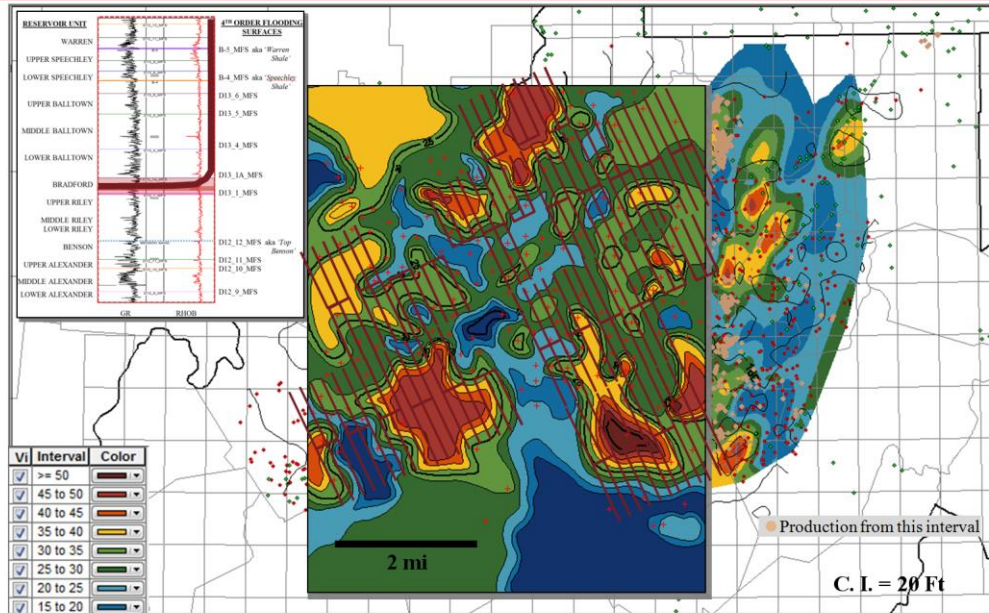 RESERVOIR UNIT
4TH ORDER FLOODING
SURFACES
WARREN
B-5_MFS aka 'Warren
Shale'
UPPER SPEECHLEY
LOWER SPEECHLEY
B-4_MFS aka 'Speechley
Shale'
D13_6_MFS
UPPER BALLTOWN
D13_5_MFS
MIDDLE BALLTOWN
D13_4_MFS
LOWER BALLTOWN
D13_1A_MFS
BRADFORD
D13_1_MFS
UPPER RILEY
MIDDLE RILEY
LOWER RILEY
D12_12_MFS aka 'Top
Benson'
BENSON
D12_11_MFS
UPPER ALEXANDER
D12_10_MFS
MIDDLE ALEXANDER
LOWER ALEXANDER
D12_9_MFS
GR
RHOB
25
Vi Interval Color
>= 50
45 to 50
40 to 45
35 to 40
30 to 35
25 to 30
20 to 25
15 to 20
2 mi
Production from this interval
C. I. = 20 Ft